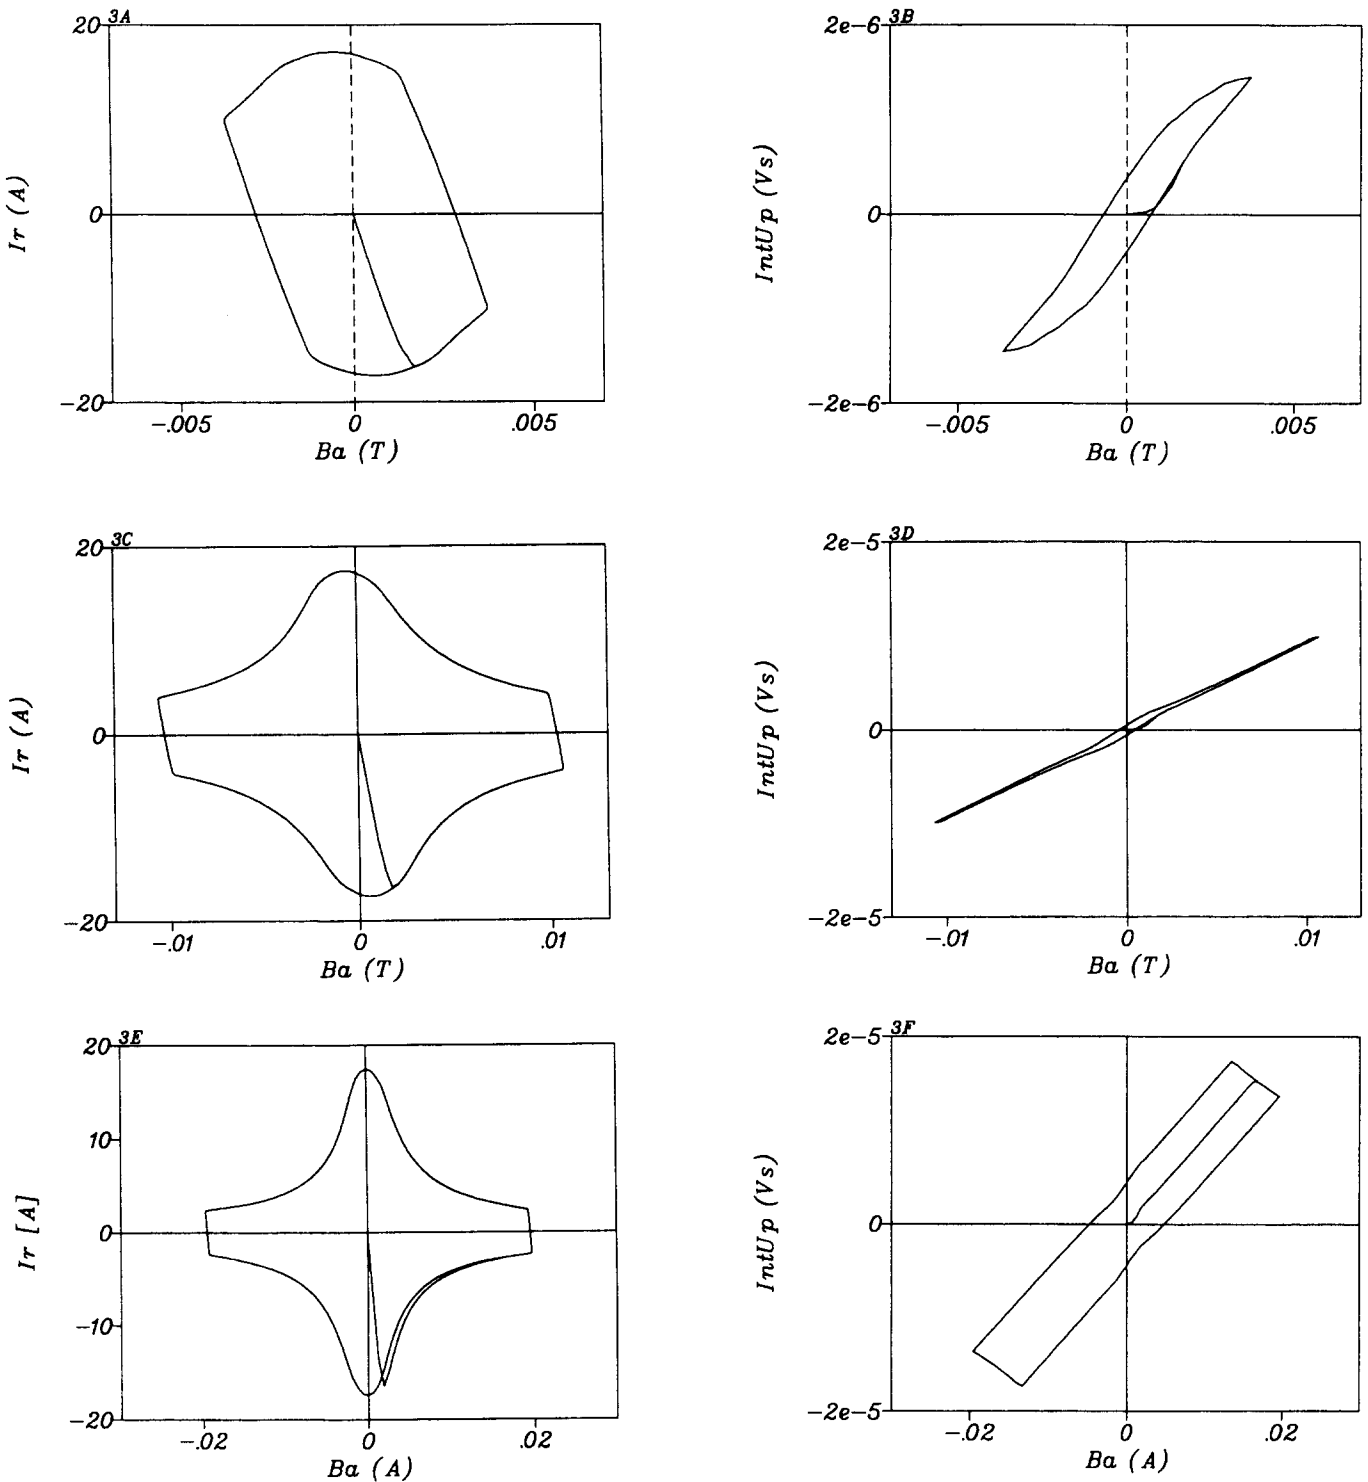 3A
20
0
-20
Ir (A)
-.005 0 .005
Ba (T)
3B
2e-6
0
-2e-6
IntUp (Vs)
-.005 0 .005
Ba (T)
3C
20
0
-20
Ir (A)
-.01 0 .01
Ba (T)
3D
2e-5
0
-2e-5
IntUp (Vs)
-.01 0 .01
Ba (T)
3E
20
10
0
-10
-20
Ir [A]
-.02 0 .02
Ba (A)
3F
2e-5
0
-2e-5
IntUp (Vs)
-.02 0 .02
Ba (A)